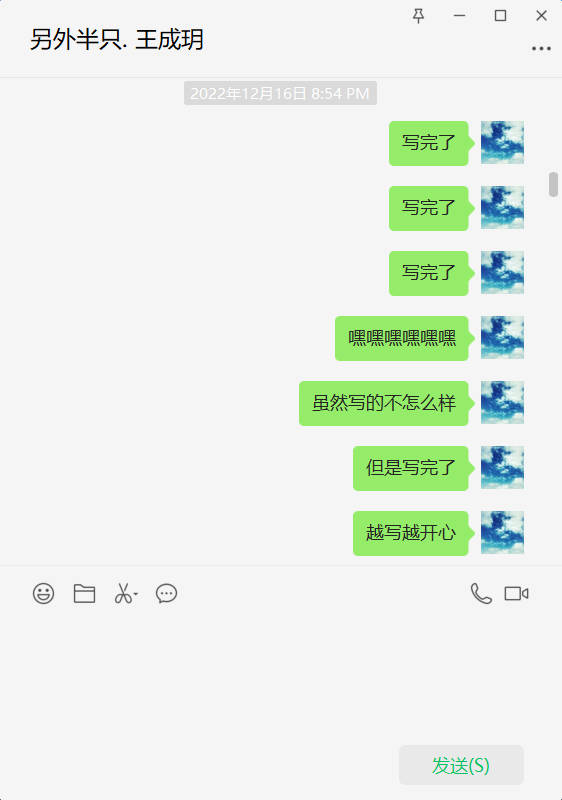 另外半只. 王成玥
2022年12月16日 8:54 PM
写完了
写完了
写完了
嘿嘿嘿嘿嘿嘿
虽然写的不怎么样
但是写完了
越写越开心
发送(S)